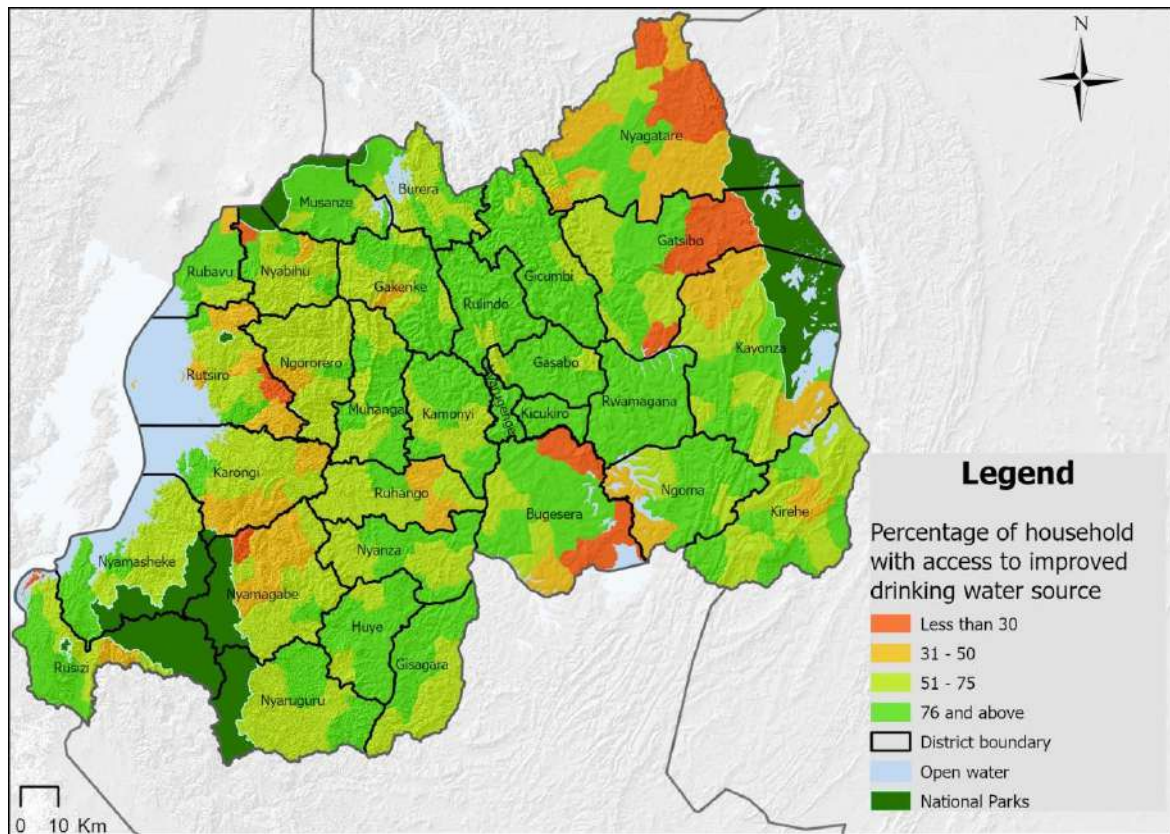 N
Nyagatare
Burera
Musanze
Gatsibo
Rubavu
Nyabihu
Gicumbi
Gakenke
Rulindo
Kayonza
Gasabo
Ngororero
Rutsiro
Rwamagana
Muhanga
Kamonyi
Nyarugenge
Kicukiro
Karongi
Ruhango
Ngoma
Bugesera
Kirehe
Nyanza
Nyamasheke
Nyamagabe
Huye
Gisagara
Rusizi
Nyaruguru
Legend
Percentage of household
with access to improved
drinking water source
Less than 30
31 - 50
51 - 75
76 and above
District boundary
Open water
National Parks
0 10 Km